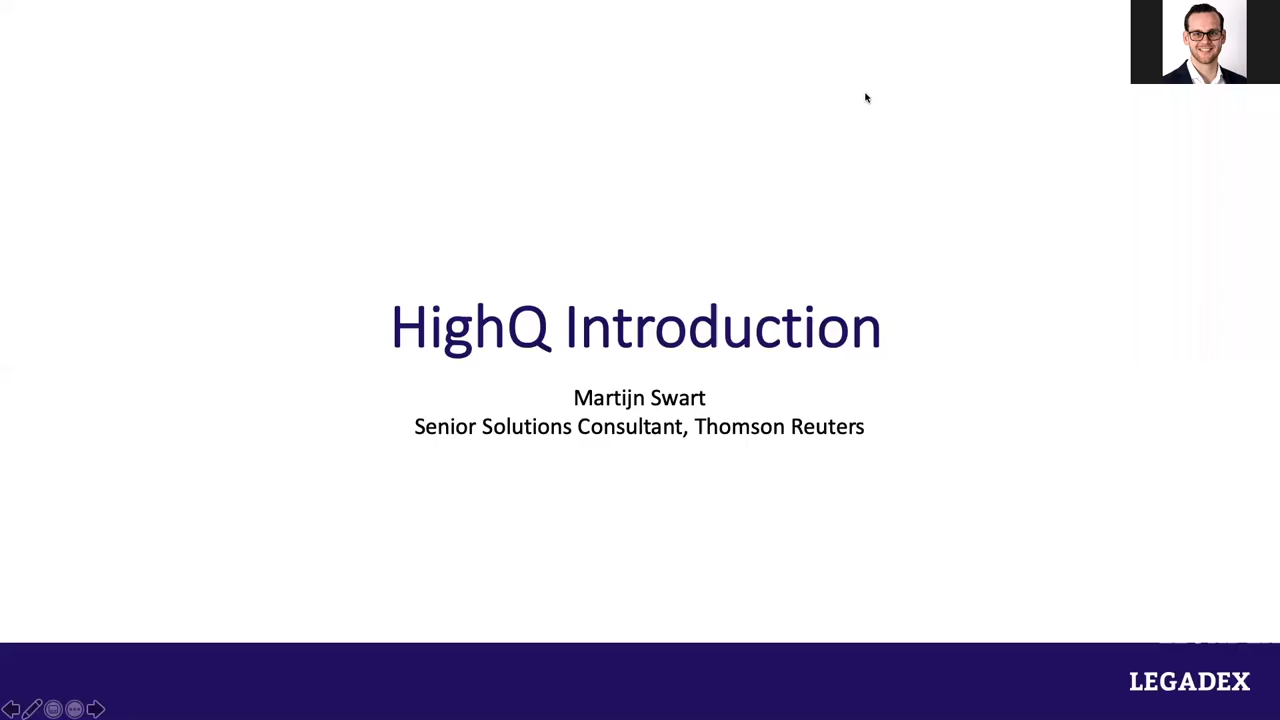 HighQ Introduction
Martijn Swart
Senior Solutions Consultant, Thomson Reuters
LEGADEX